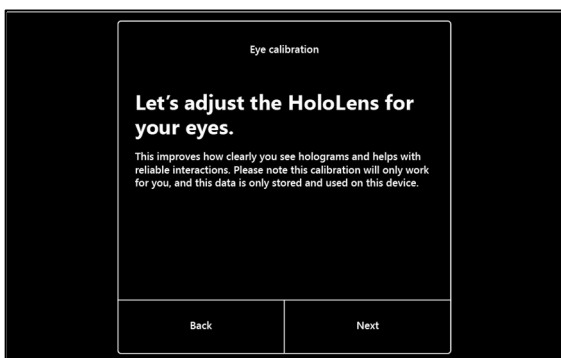 Eye calibration
Let's adjust the HoloLens for
your eyes.
This improves how clearly you see holograms and helps with
reliable interactions. Please note this calibration will only work
for you, and this data is only stored and used on this device.
Back Next